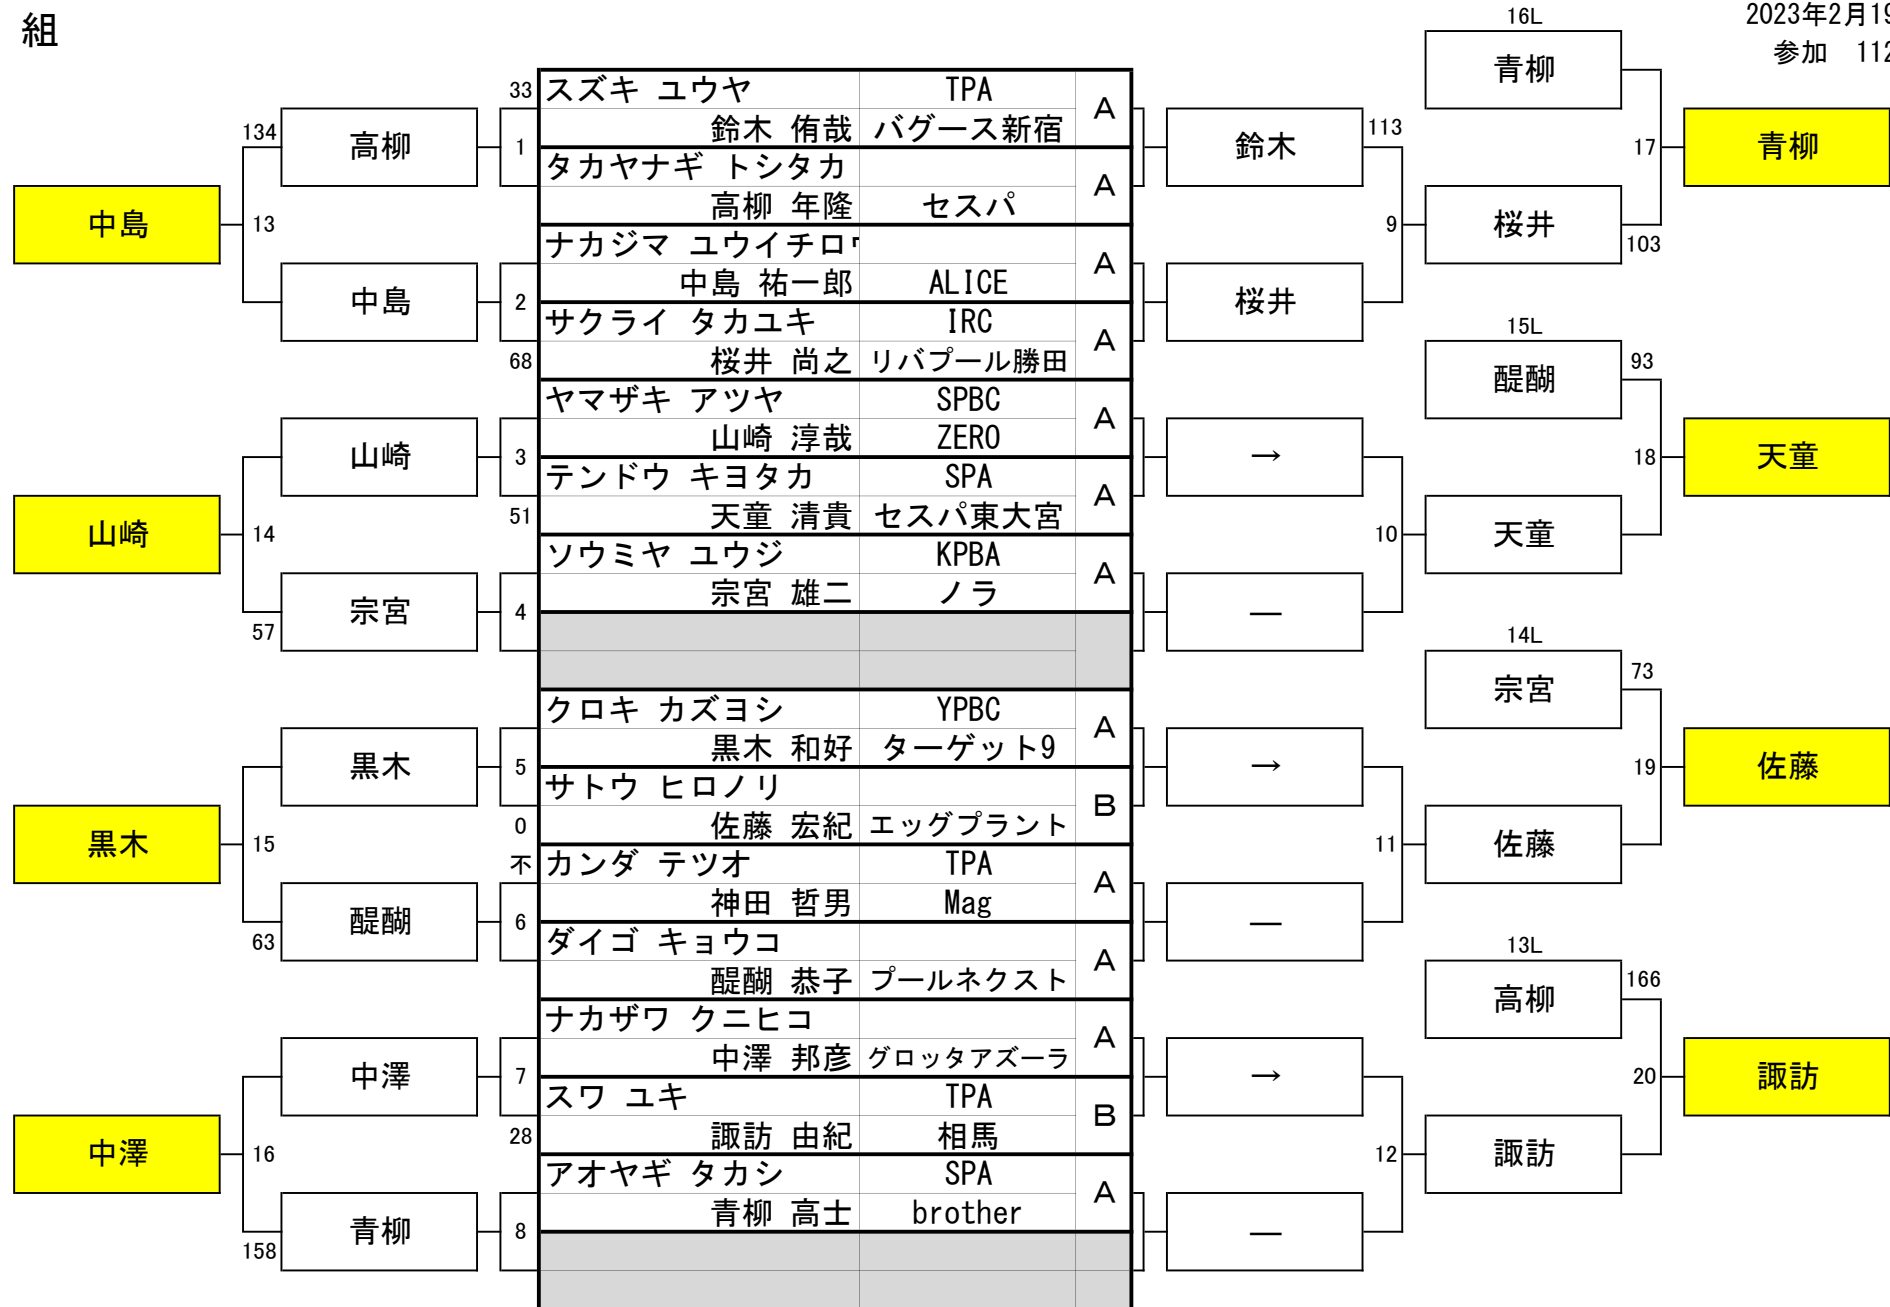 組
2023年2月19
参加 112
134
高柳
中島
13
中島
山崎
山崎
14
宗宮
57
黒木
黒木
15
醍醐
63
中澤
中澤
16
青柳
158
33
1
2
68
3
51
4
5
0
不
6
7
28
8
スズキ ユウヤ TPA A
鈴木 侑哉 バグース新宿
タカヤナギ トシタカ A
高柳 年隆 セスパ
ナカジマ ユウイチロウ A
中島 祐一郎 ALICE
サクライ タカユキ IRC A
桜井 尚之 リバプール勝田
ヤマザキ アツヤ SPBC A
山崎 淳哉 ZERO
テンドウ キヨタカ SPA A
天童 清貴 セスパ東大宮
ソウミヤ ユウジ KPBA A
宗宮 雄二 ノラ
クロキ カズヨシ YPBC A
黒木 和好 ターゲット9
サトウ ヒロノリ B
佐藤 宏紀 エッグプラント
カンダ テツオ TPA A
神田 哲男 Mag
ダイゴ キョウコ A
醍醐 恭子 プールネクスト
ナカザワ クニヒコ A
中澤 邦彦 グロッタアズーラ
スワ ユキ TPA B
諏訪 由紀 相馬
アオヤギ タカシ SPA A
青柳 高士 brother
鈴木
113
桜井
9
→
―
10
→
―
11
→
―
12
16L
青柳
桜井
103
17
青柳
15L
醍醐
93
天童
18
天童
14L
宗宮
73
佐藤
19
佐藤
13L
高柳
166
諏訪
20
諏訪